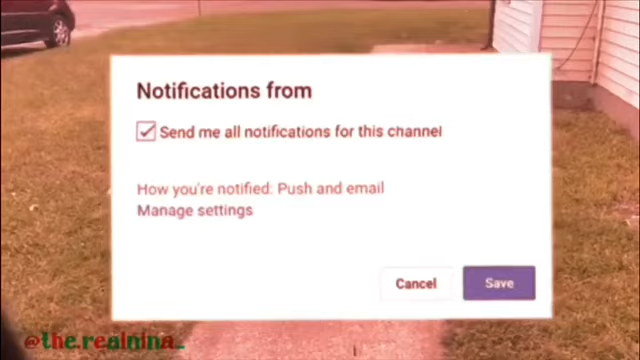 Notifications from
Send me all notifications for this channel
How you're notified: Push and email
Manage settings
Cancel
Save
@the.realnina_